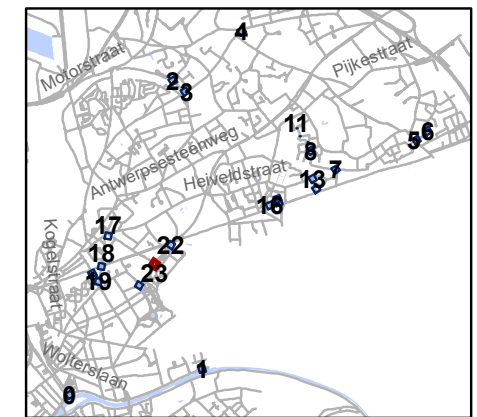 4
Motorstraat
Pijkestraat
2
3
11
6
5
8
Antwerpsesteenweg
Heiveldstraat
7
13
16
17
22
Kogelstraat
18
23
19
Wolterslaan
1
0